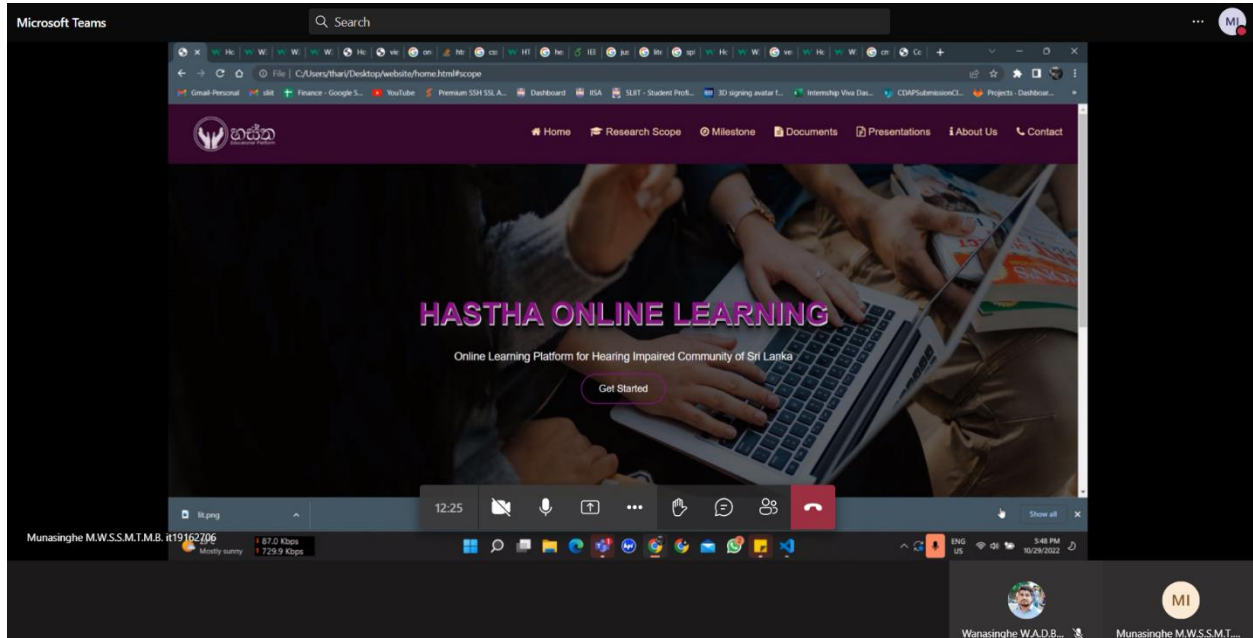 Microsoft Teams
Search
MI
File | C:/Users/thari/Desktop/website/home.html#scope
Gmail-Personal slit Finance - Google S... YouTube Premium SSH SSL A... Dashboard IISA SLIIT - Student Profi... 3D signing avatar f... Internship Viva Das... CDAPSubmissionCl... Projects - Dashboar...
හස්ත
Educational Platform
Home Research Scope Milestone Documents Presentations About Us Contact
HASTHA ONLINE LEARNING
Online Learning Platform for Hearing Impaired Community of Sri Lanka
Get Started
12:25
lit.png
Show all
Munasinghe M.W.S.S.M.T.M.B. it19162706
Mostly sunny
87.0 Kbps
729.9 Kbps
ENG
US
5:48 PM
10/29/2022
MI
Wanasinghe W.A.D.B...
Munasinghe M.W.S.S.M.T....